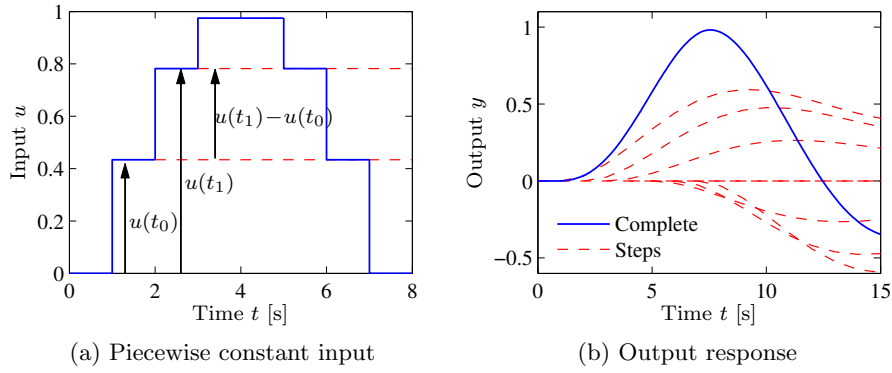 1
0.8
0.6
0.4
0.2
0
Input u
u(t₁)−u(t₀)
u(t₁)
u(t₀)
0 2 4 6 8
Time t [s]
(a) Piecewise constant input
1
0.5
0
−0.5
Output y
Complete
Steps
0 5 10 15
Time t [s]
(b) Output response